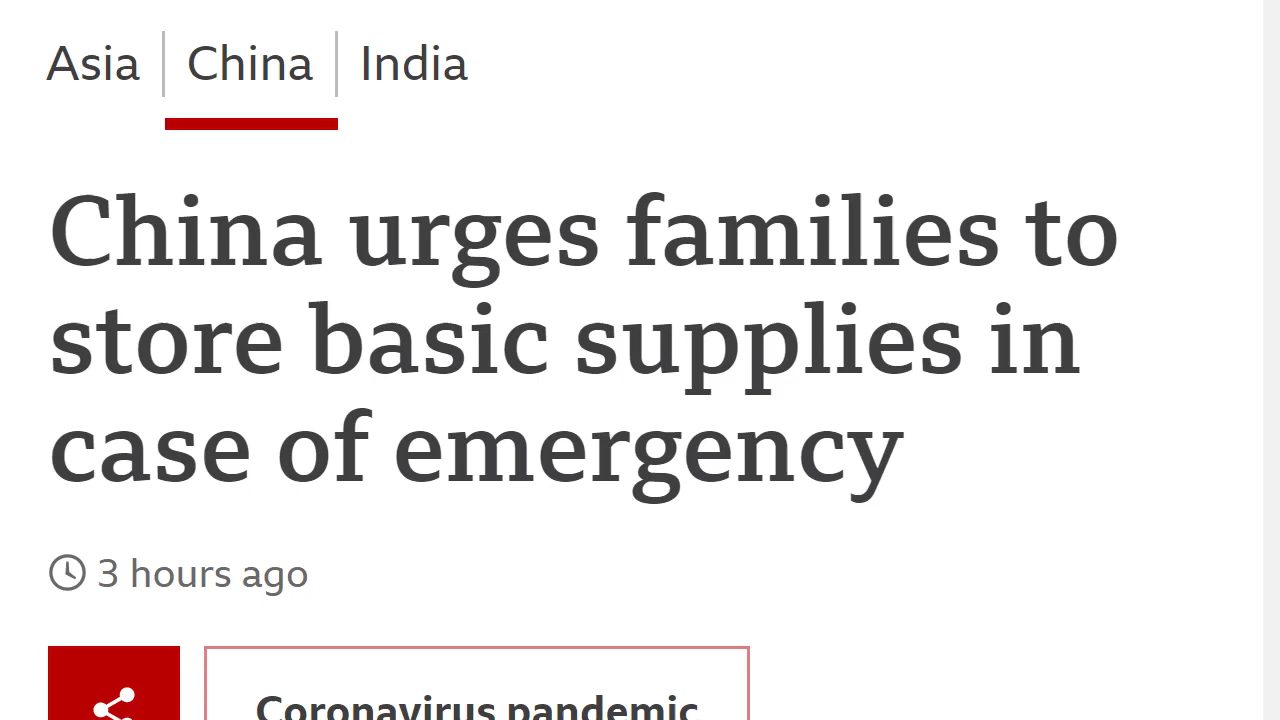 Asia China India
China urges families to
store basic supplies in
case of emergency
3 hours ago
Coronavirus pandemic